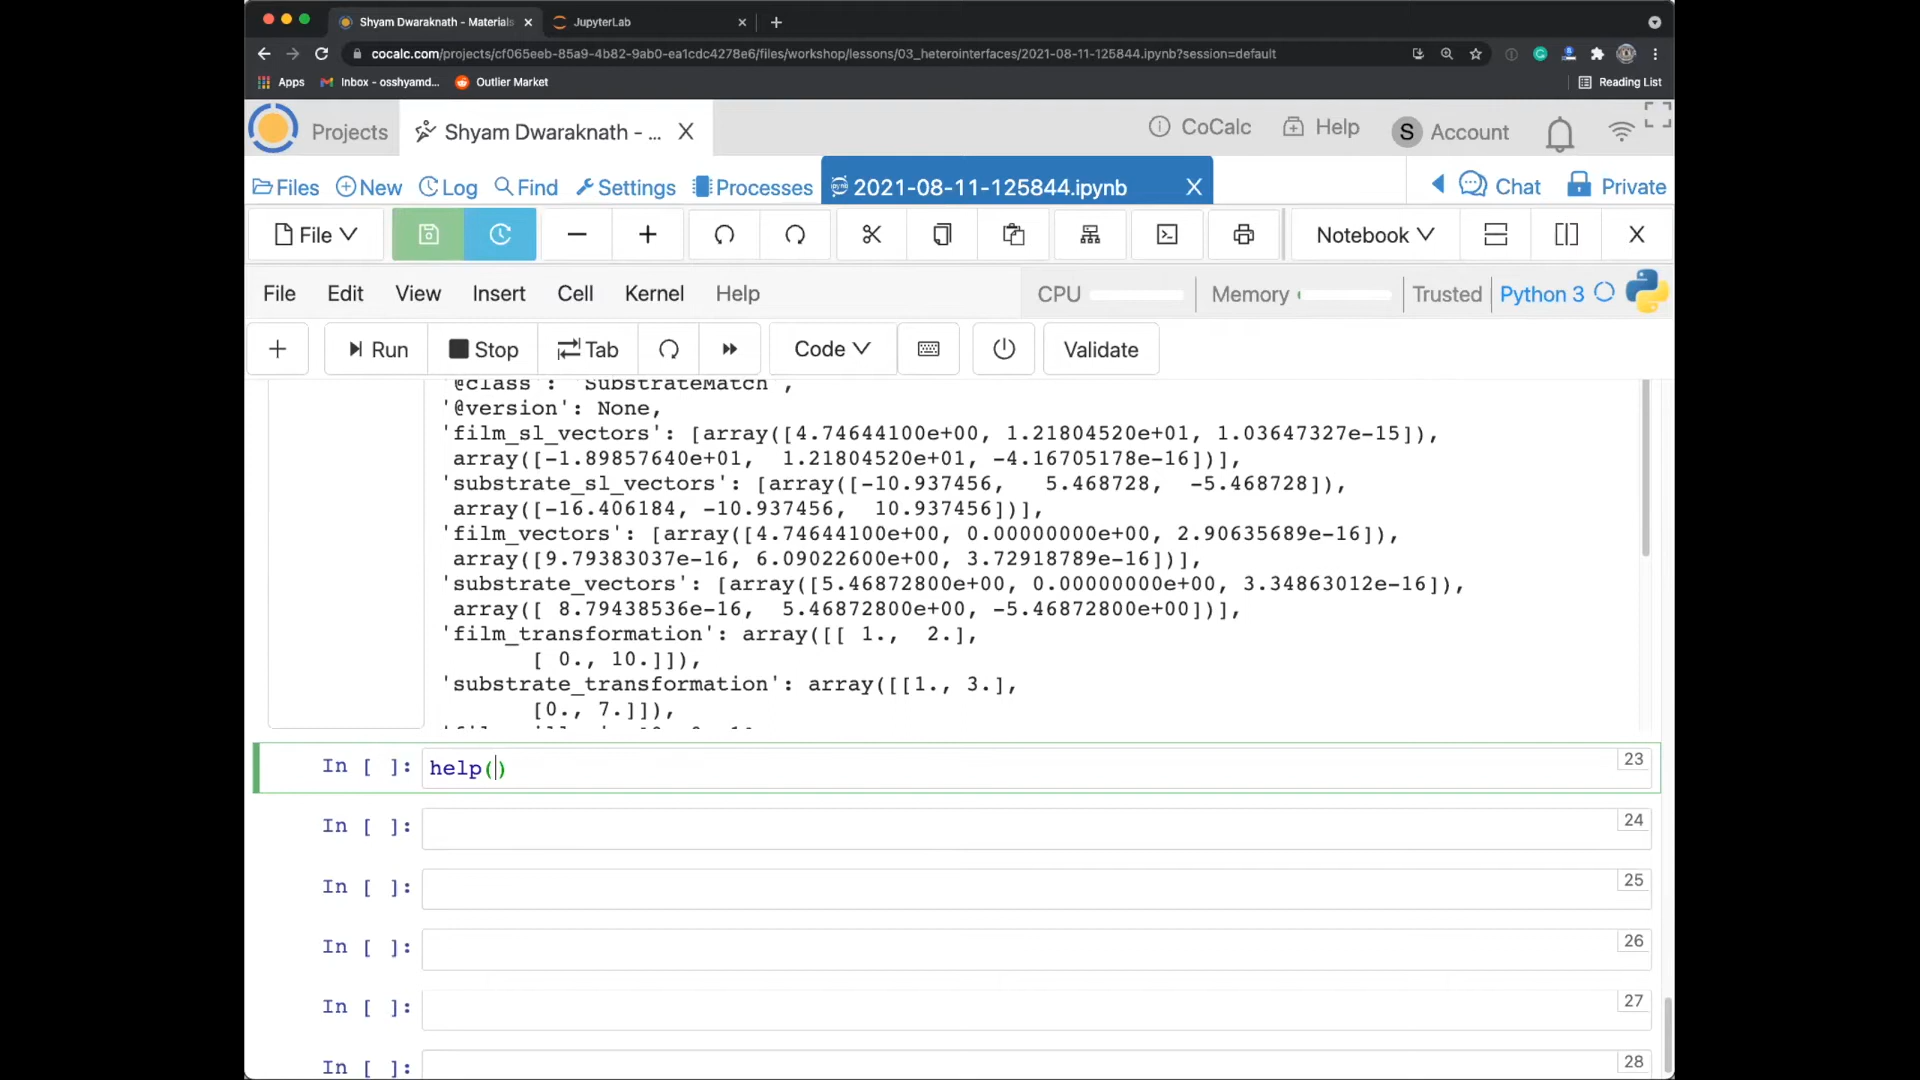 Shyam Dwaraknath - Materials
JupyterLab
cocalc.com/projects/cf065eeb-85a9-4b82-9ab0-ea1cdc4278e6/files/workshop/lessons/03_heterointerfaces/2021-08-11-125844.ipynb?session=default
Apps
Inbox - osshyamd...
Outlier Market
Reading List
Projects
Shyam Dwaraknath - ...
CoCalc
Help
S Account
Files
New
Log
Find
Settings
Processes
2021-08-11-125844.ipynb
Chat
Private
File
Notebook
File Edit View Insert Cell Kernel Help
CPU
Memory
Trusted
Python 3
Run
Stop
Tab
Code
Validate
'@class': 'SubstrateMatch',
'@version': None,
'film_sl_vectors': [array([4.74644100e+00, 1.21804520e+01, 1.03647327e-15]),
array([-1.89857640e+01, 1.21804520e+01, -4.16705178e-16])],
'substrate_sl_vectors': [array([-10.937456, 5.468728, -5.468728]),
array([-16.406184, -10.937456, 10.937456])],
'film_vectors': [array([4.74644100e+00, 0.00000000e+00, 2.90635689e-16]),
array([9.79383037e-16, 6.09022600e+00, 3.72918789e-16])],
'substrate_vectors': [array([5.46872800e+00, 0.00000000e+00, 3.34863012e-16]),
array([ 8.79438536e-16, 5.46872800e+00, -5.46872800e+00])],
'film_transformation': array([[ 1., 2.],
[ 0., 10.]]),
'substrate_transformation': array([[1., 3.],
[0., 7.]]),
In [ ]: help() 23
In [ ]: 24
In [ ]: 25
In [ ]: 26
In [ ]: 27
In [ ]: 28